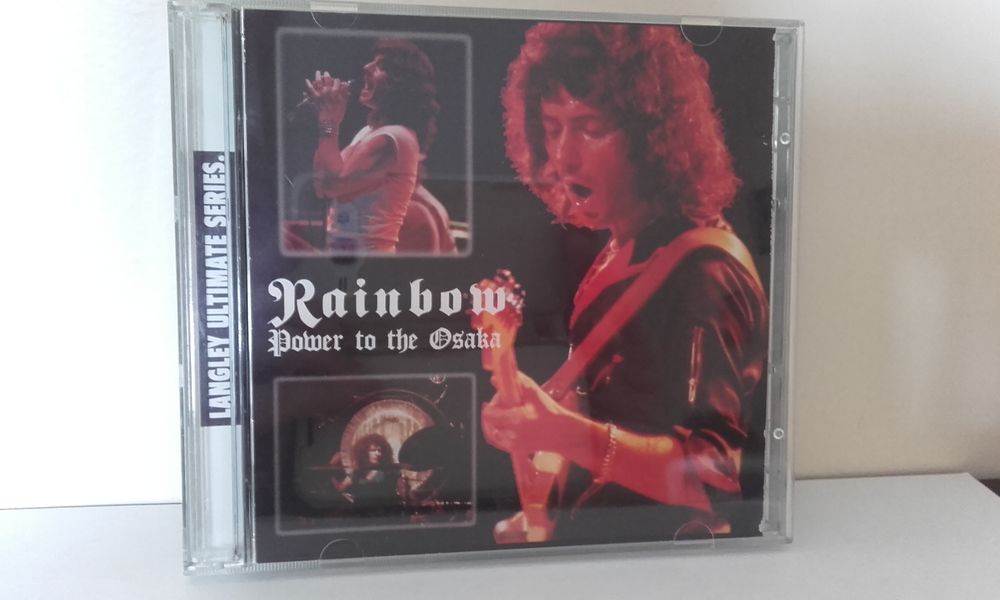 LANGLEY ULTIMATE SERIES.
Rainbow
Power to the Osaka